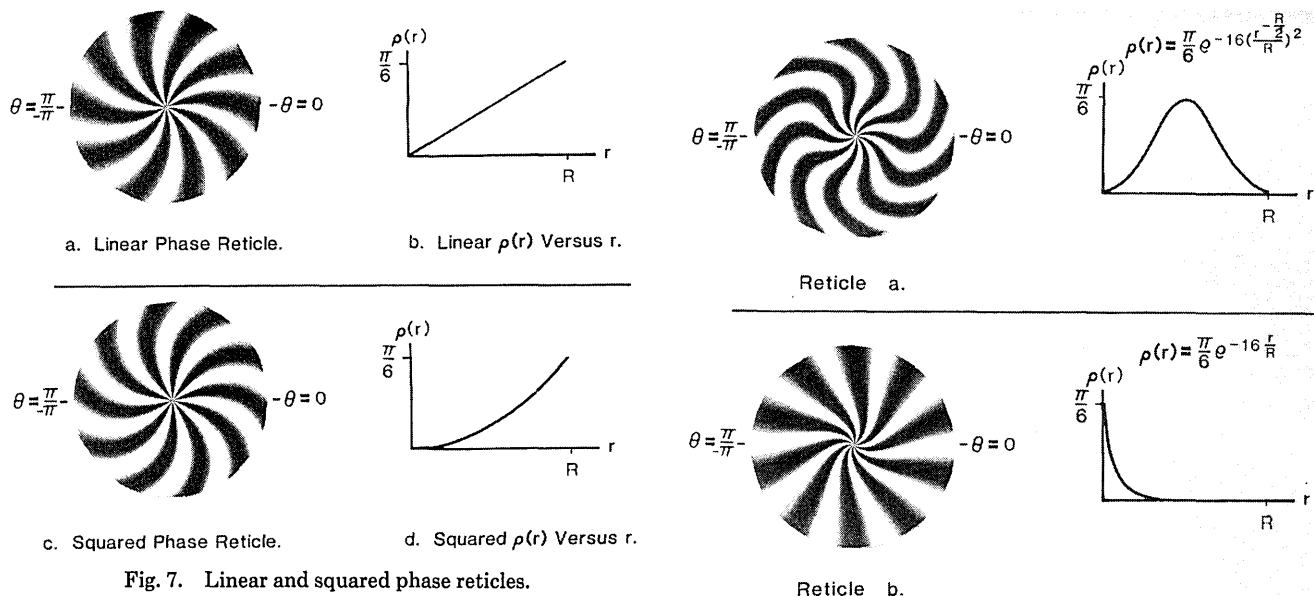 θ = π/-π -
- θ = 0
ρ(r)
π/6
r
R
a. Linear Phase Reticle.
b. Linear ρ(r) Versus r.
θ = π/-π -
- θ = 0
ρ(r)
π/6
r
R
c. Squared Phase Reticle.
d. Squared ρ(r) Versus r.
Fig. 7. Linear and squared phase reticles.
ρ(r) = π/6 e^-16((r - R/2)/R)^2
θ = π/-π -
- θ = 0
ρ(r)
π/6
r
R
Reticle a.
ρ(r) = π/6 e^-16 r/R
θ = π/-π -
- θ = 0
ρ(r)
π/6
r
R
Reticle b.